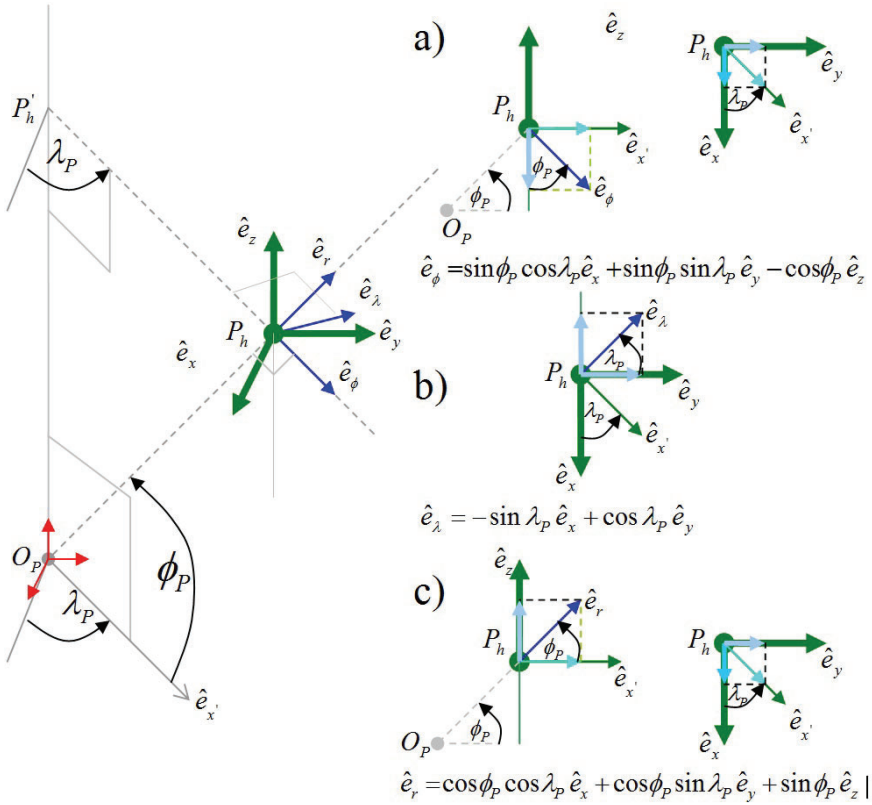 P'_h
λ_P
ê_z
ê_r
ê_λ
P_h
ê_y
ê_x
ê_ϕ
O_P
ϕ_P
λ_P
ê_x'
a)
ê_z
P_h
ê_x'
ϕ_P
ϕ_P
ê_ϕ
O_P
P_h
ê_y
λ_P
ê_x
ê_x'
ê_ϕ = sinϕ_P cosλ_P ê_x + sinϕ_P sinλ_P ê_y − cosϕ_P ê_z
b)
ê_λ
λ_P
P_h
ê_y
λ_P
ê_x'
ê_x
ê_λ = −sin λ_P ê_x + cos λ_P ê_y
c)
ê_z
ê_r
P_h
ϕ_P
ê_x'
ϕ_P
O_P
P_h
ê_y
λ_P
ê_x
ê_x'
ê_r = cosϕ_P cosλ_P ê_x + cosϕ_P sinλ_P ê_y + sinϕ_P ê_z |